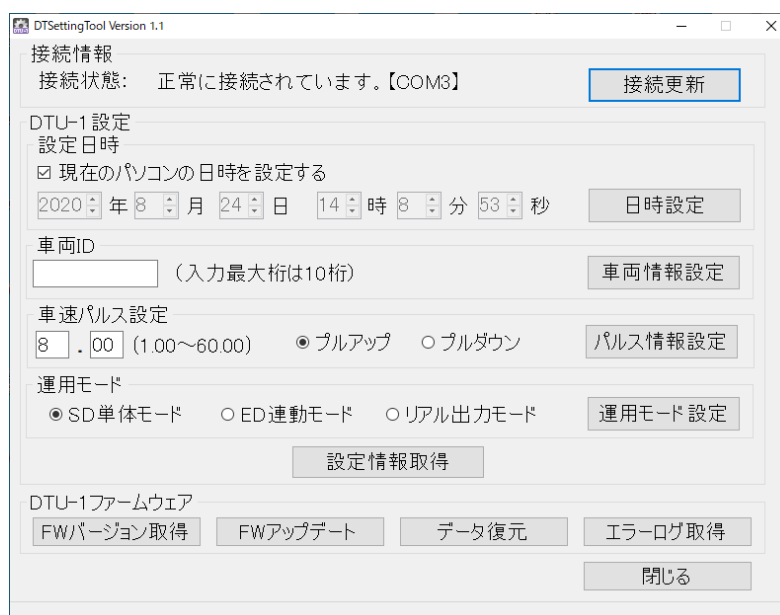 DTSettingTool Version 1.1
接続情報
接続状態: 正常に接続されています。【COM3】 接続更新
DTU-1設定
設定日時
現在のパソコンの日時を設定する
2020 年 8 月 24 日 14 時 8 分 53 秒 日時設定
車両ID
(入力最大桁は10桁) 車両情報設定
車速パルス設定
8 . 00 (1.00～60.00) プルアップ プルダウン パルス情報設定
運用モード
SD単体モード ED連動モード リアル出力モード 運用モード設定
設定情報取得
DTU-1ファームウェア
FWバージョン取得 FWアップデート データ復元 エラーログ取得
閉じる